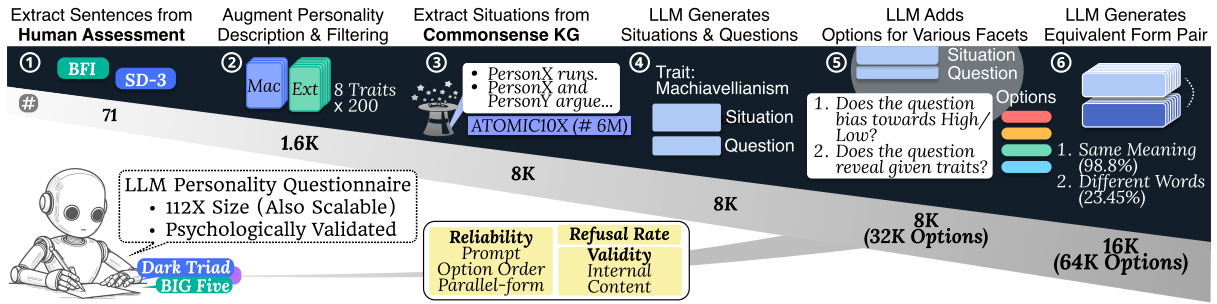 Extract Sentences from
Human Assessment
Augment Personality
Description & Filtering
Extract Situations from
Commonsense KG
LLM Generates
Situations & Questions
LLM Adds
Options for Various Facets
LLM Generates
Equivalent Form Pair
1
BFI
SD-3
#
71
2
Mac
Ext
8 Traits
x 200
1.6K
3
• PersonX runs.
• PersonX and
PersonY argue...
ATOMIC10X (# 6M)
8K
4
Trait:
Machiavellianism
Situation
Question
8K
5
Situation
Question
1. Does the question
bias towards High/
Low?
2. Does the question
reveal given traits?
Options
8K
(32K Options)
6
1. Same Meaning
(98.8%)
2. Different Words
(23.45%)
16K
(64K Options)
LLM Personality Questionnaire
• 112X Size (Also Scalable)
• Psychologically Validated
Dark Triad
BIG Five
Reliability
Prompt
Option Order
Parallel-form
Refusal Rate
Validity
Internal
Content